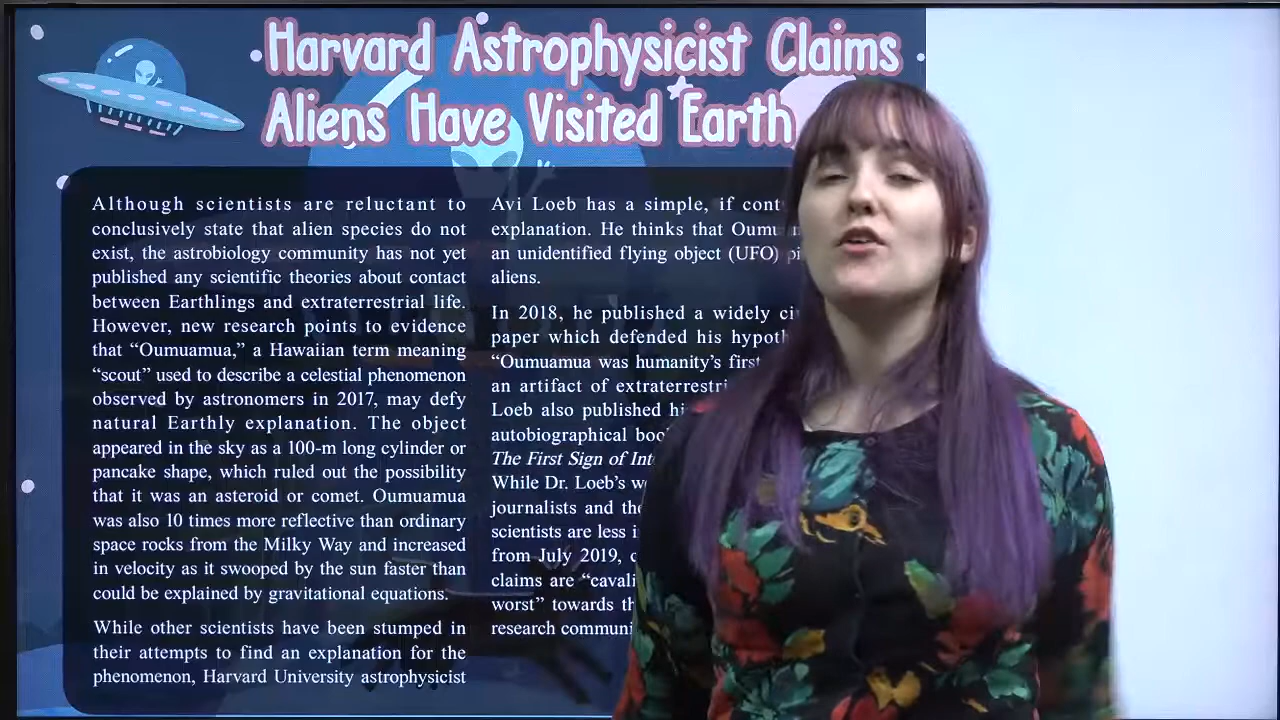 Harvard Astrophysicist Claims
Aliens Have Visited Earth
Although scientists are reluctant to
conclusively state that alien species do not
exist, the astrobiology community has not yet
published any scientific theories about contact
between Earthlings and extraterrestrial life.
However, new research points to evidence
that “Oumuamua,” a Hawaiian term meaning
“scout” used to describe a celestial phenomenon
observed by astronomers in 2017, may defy
natural Earthly explanation. The object
appeared in the sky as a 100-m long cylinder or
pancake shape, which ruled out the possibility
that it was an asteroid or comet. Oumuamua
was also 10 times more reflective than ordinary
space rocks from the Milky Way and increased
in velocity as it swooped by the sun faster than
could be explained by gravitational equations.
While other scientists have been stumped in
their attempts to find an explanation for the
phenomenon, Harvard University astrophysicist
Avi Loeb has a simple, if
explanation. He thinks that
an unidentified flying object (UFO)
aliens.
In 2018, he published a widely
paper which defended his
“Oumuamua was humanity’s first
an artifact of
Loeb also published
autobiographical
The First Sign of
While Dr. Loeb’s
journalists and
scientists are less
from July 2019,
claims are
worst” towards
research